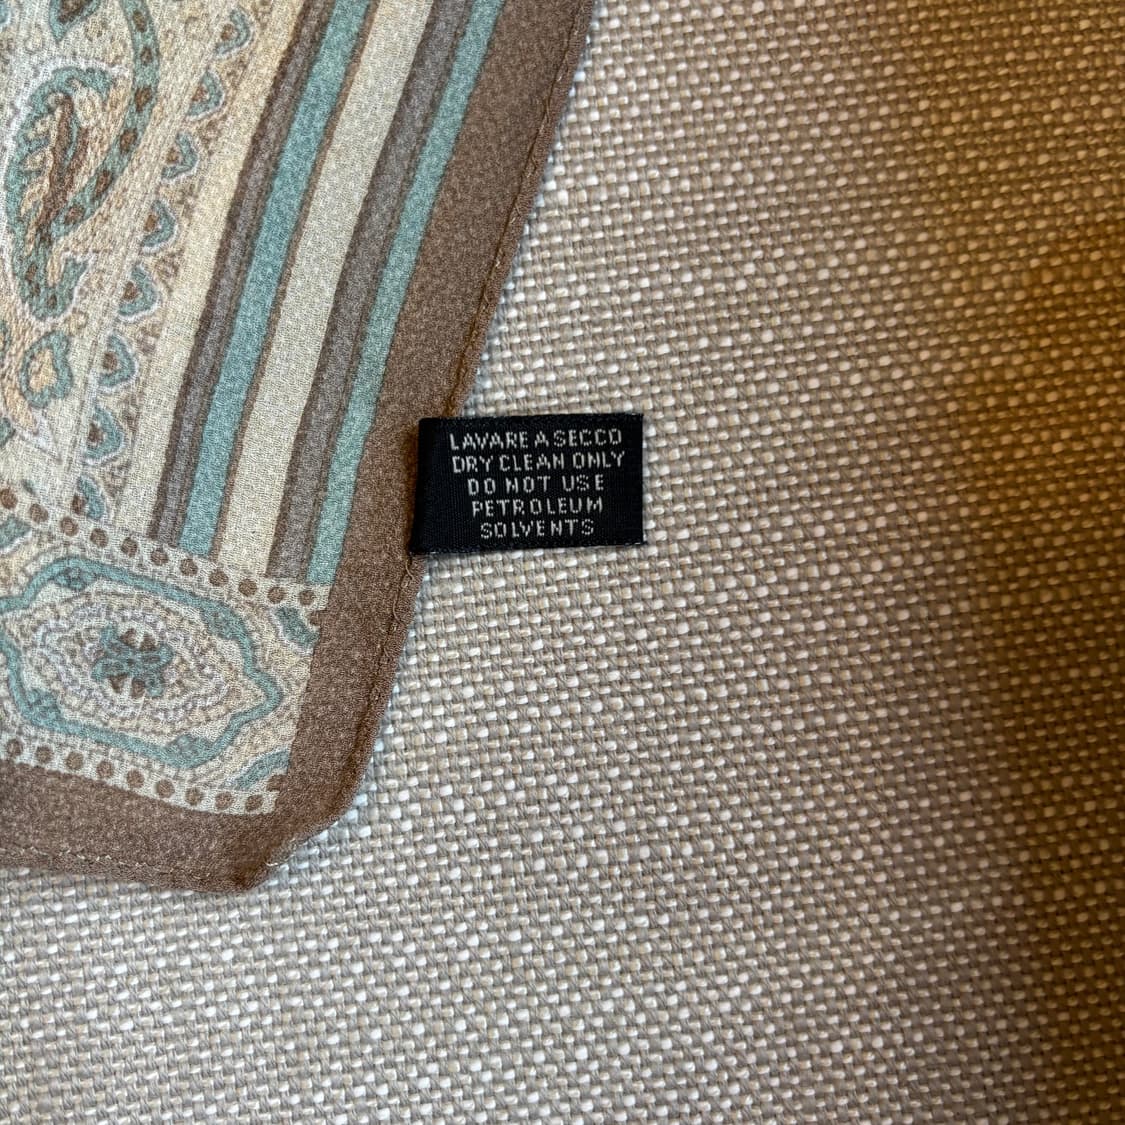 LAVARE A SECCO
DRY CLEAN ONLY
DO NOT USE
PETROLEUM
SOLVENTS